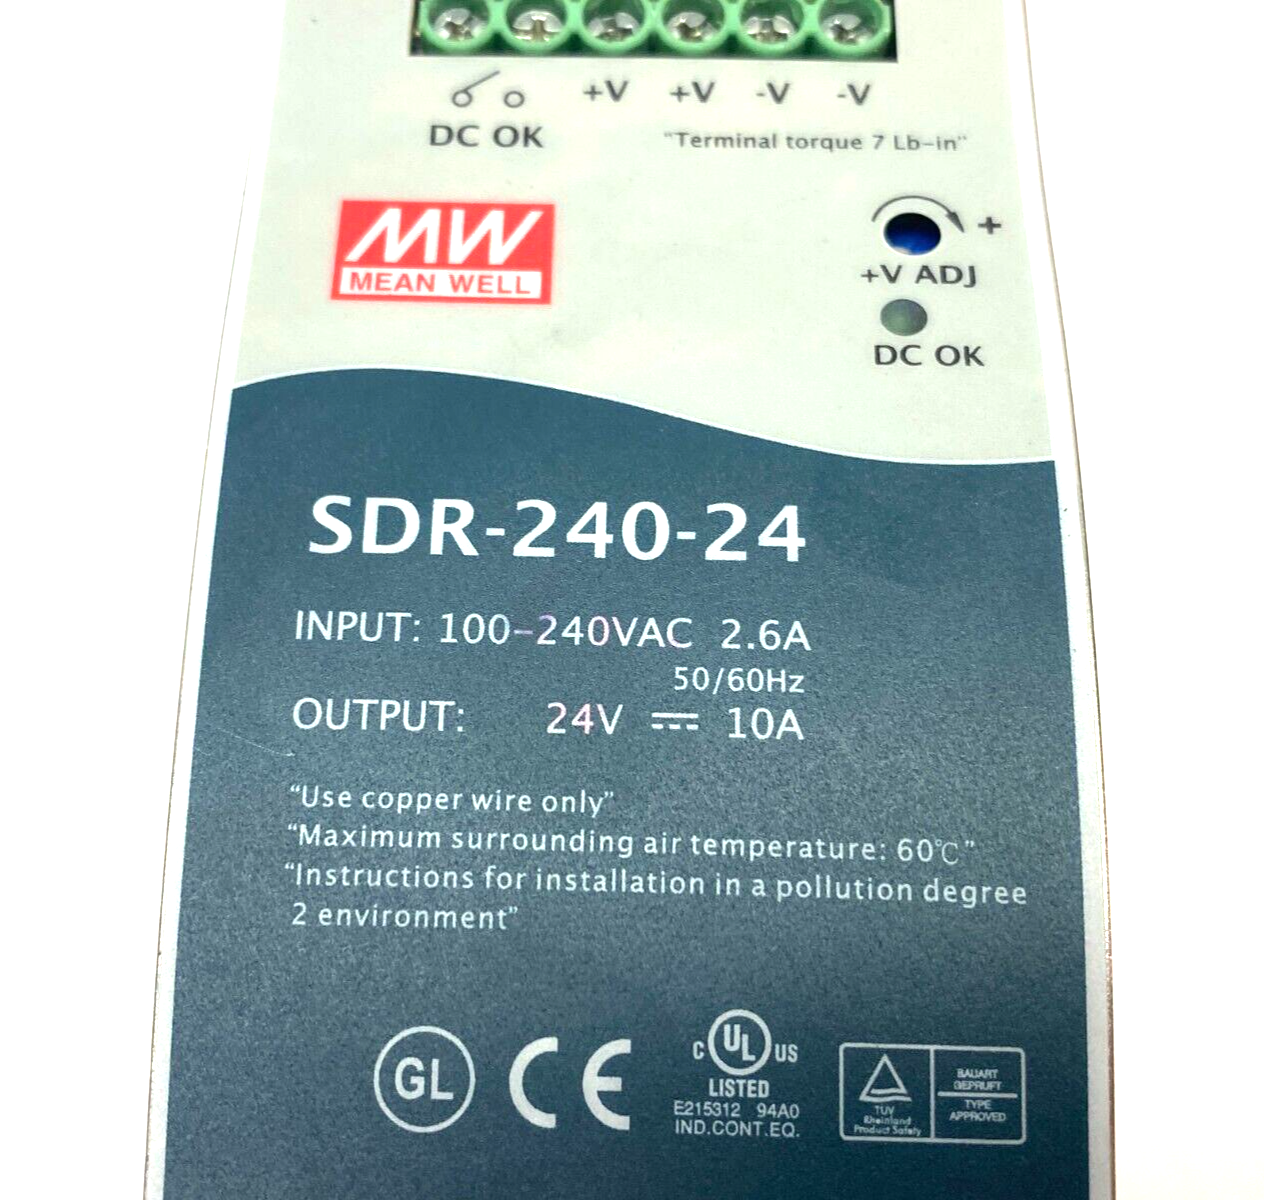 +V +V -V -V
DC OK
"Terminal torque 7 Lb-in"
MW
MEAN WELL
+
+V ADJ
DC OK
SDR-240-24
INPUT: 100-240VAC 2.6A
50/60Hz
OUTPUT: 24V ⎓ 10A
“Use copper wire only”
“Maximum surrounding air temperature: 60℃”
“Instructions for installation in a pollution degree
2 environment”
GL
CE
C UL US
LISTED
E215312 94A0
IND.CONT.EQ.
TÜV
Rheinland
Product Safety
BAUART
GEPRÜFT
TYPE
APPROVED